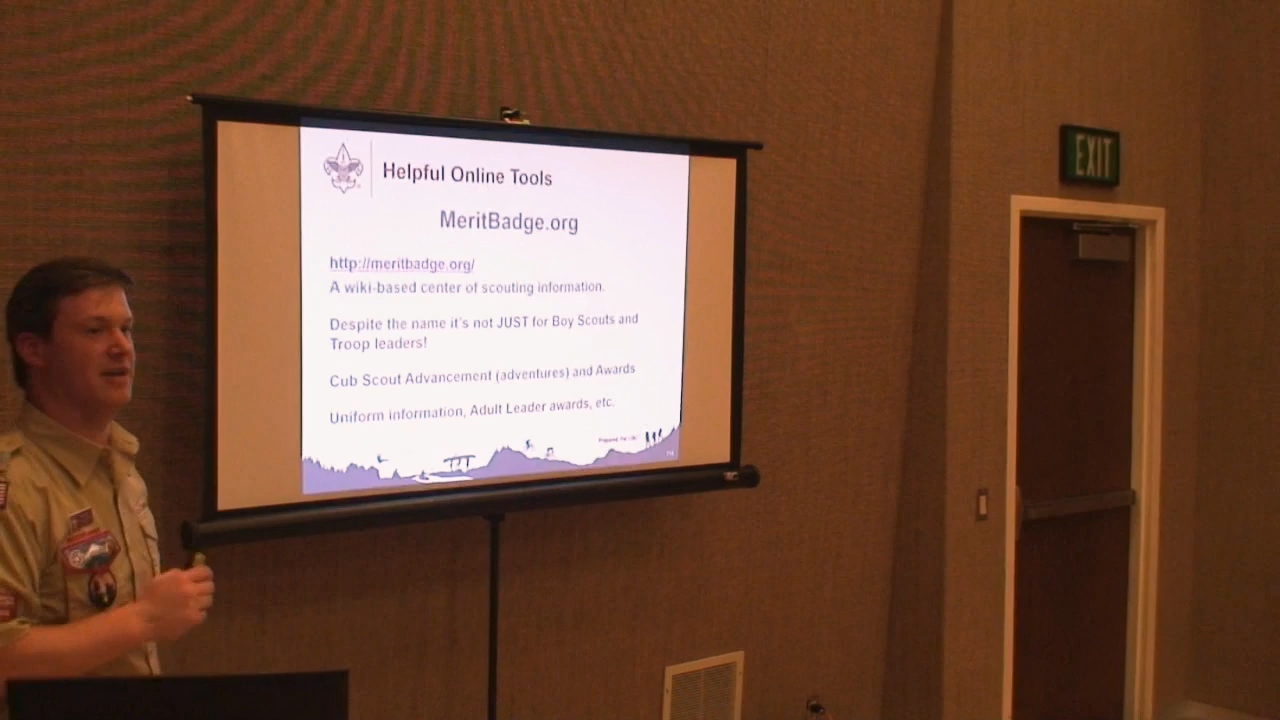 Helpful Online Tools
MeritBadge.org
http://meritbadge.org/
A wiki-based center of scouting information.
Despite the name it's not JUST for Boy Scouts and
Troop leaders!
Cub Scout Advancement (adventures) and Awards
Uniform information, Adult Leader awards, etc.
EXIT